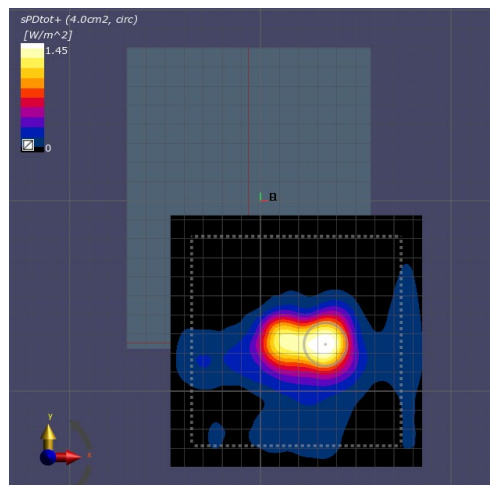 sPDtot+ (4.0cm2, circ)
[W/m^2]
1.45
0
y
x